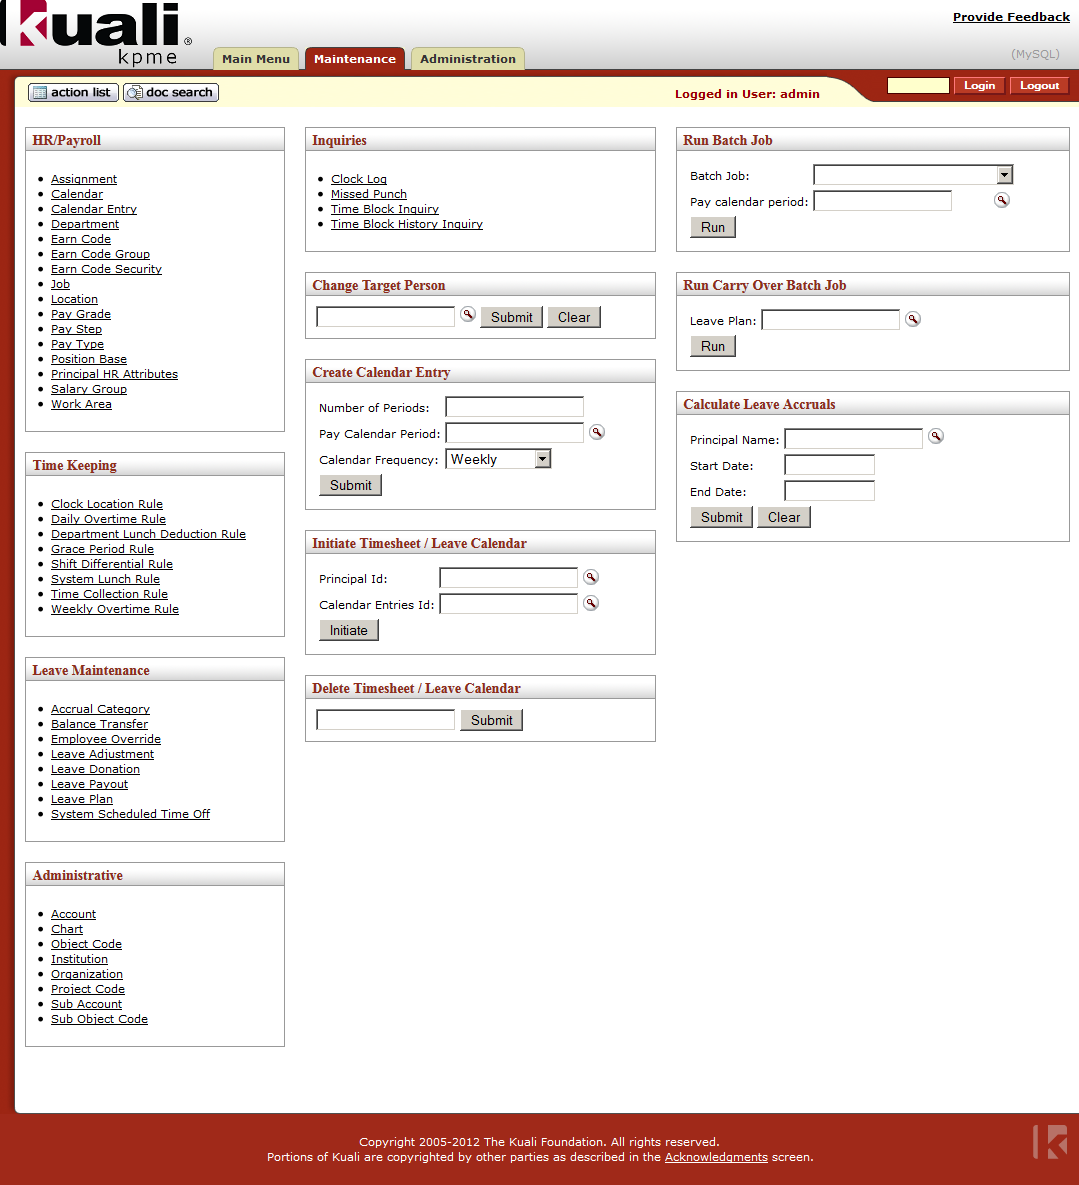 kuali®
kpme
Provide Feedback
(MySQL)
Main Menu
Maintenance
Administration
action list
doc search
Logged in User: admin
Login
Logout
HR/Payroll
Assignment
Calendar
Calendar Entry
Department
Earn Code
Earn Code Group
Earn Code Security
Job
Location
Pay Grade
Pay Step
Pay Type
Position Base
Principal HR Attributes
Salary Group
Work Area
Time Keeping
Clock Location Rule
Daily Overtime Rule
Department Lunch Deduction Rule
Grace Period Rule
Shift Differential Rule
System Lunch Rule
Time Collection Rule
Weekly Overtime Rule
Leave Maintenance
Accrual Category
Balance Transfer
Employee Override
Leave Adjustment
Leave Donation
Leave Payout
Leave Plan
System Scheduled Time Off
Administrative
Account
Chart
Object Code
Institution
Organization
Project Code
Sub Account
Sub Object Code
Inquiries
Clock Log
Missed Punch
Time Block Inquiry
Time Block History Inquiry
Change Target Person
Submit Clear
Create Calendar Entry
Number of Periods:
Pay Calendar Period:
Calendar Frequency: Weekly
Submit
Initiate Timesheet / Leave Calendar
Principal Id:
Calendar Entries Id:
Initiate
Delete Timesheet / Leave Calendar
Submit
Run Batch Job
Batch Job:
Pay calendar period:
Run
Run Carry Over Batch Job
Leave Plan:
Run
Calculate Leave Accruals
Principal Name:
Start Date:
End Date:
Submit Clear
Copyright 2005-2012 The Kuali Foundation. All rights reserved.
Portions of Kuali are copyrighted by other parties as described in the Acknowledgments screen.